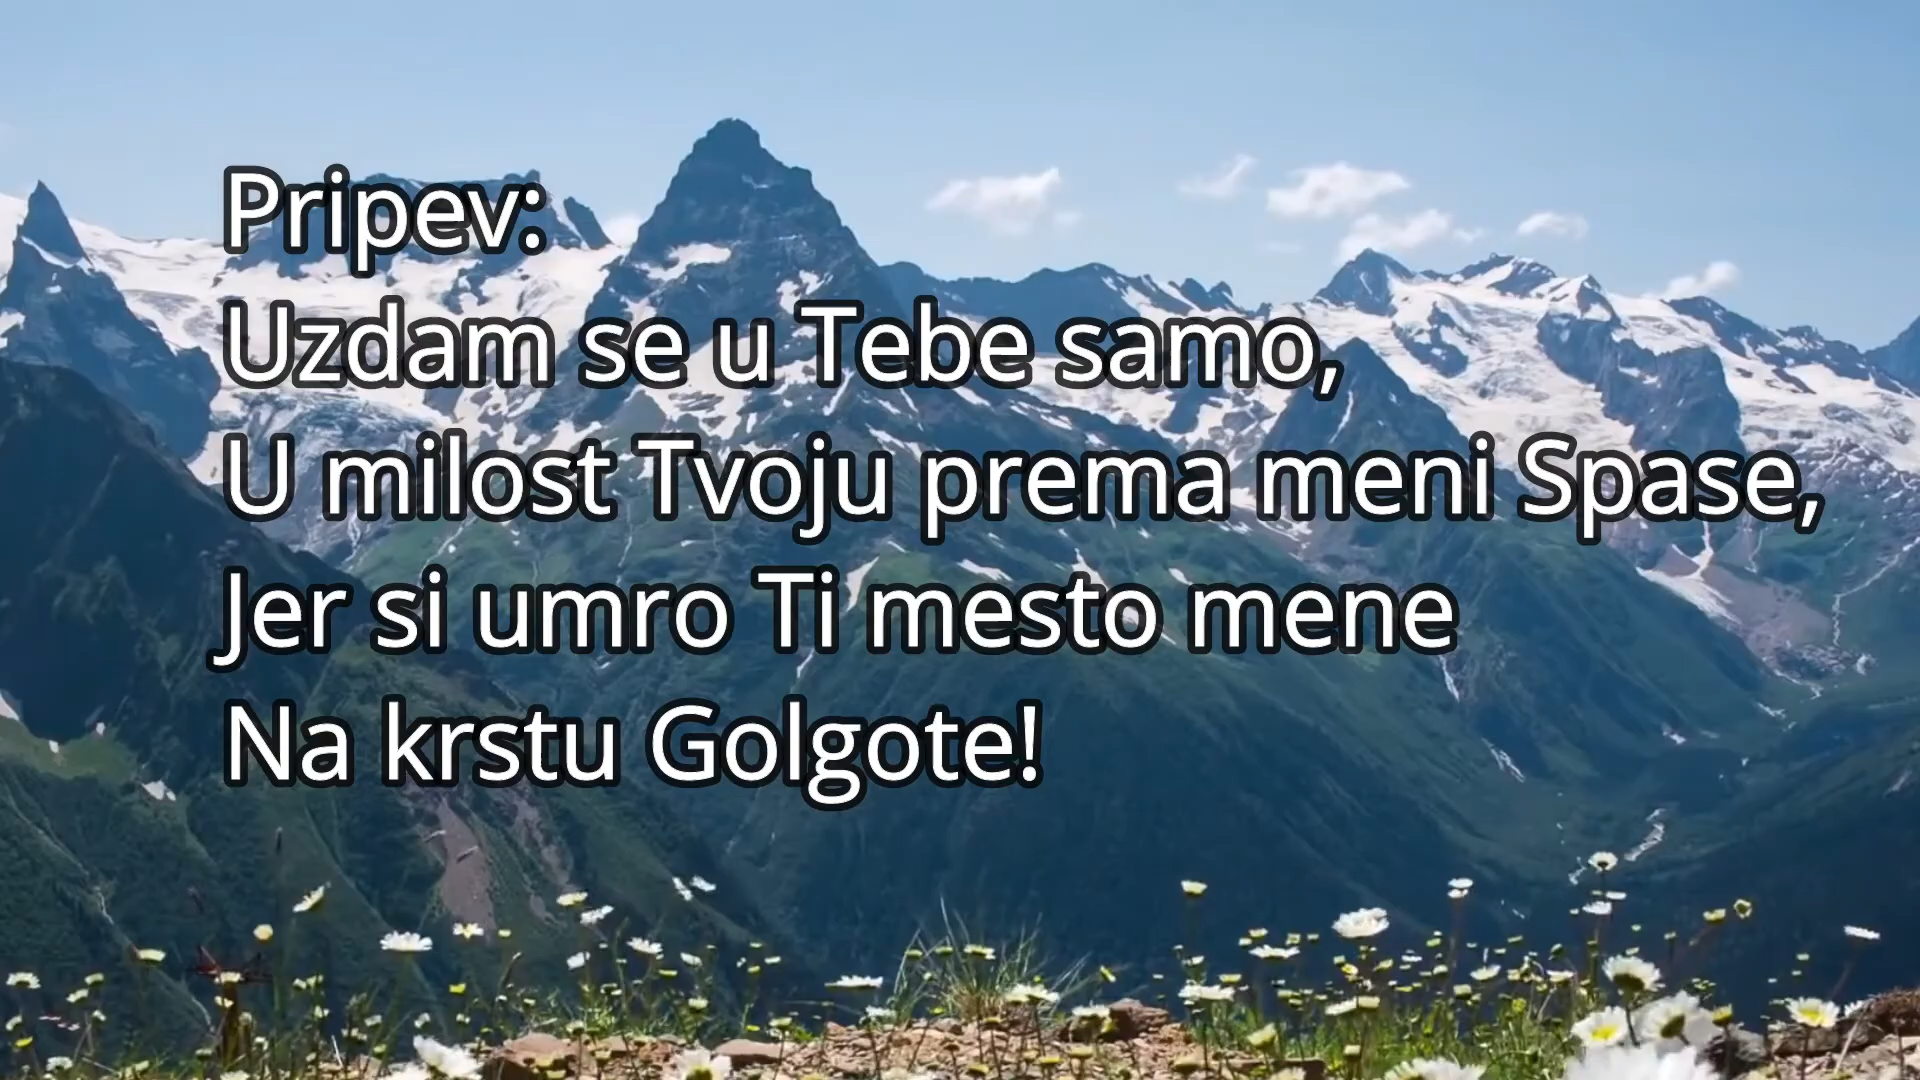 Pripev:
Uzdam se u Tebe samo,
U milost Tvoju prema meni Spase,
Jer si umro Ti mesto mene
Na krstu Golgote!